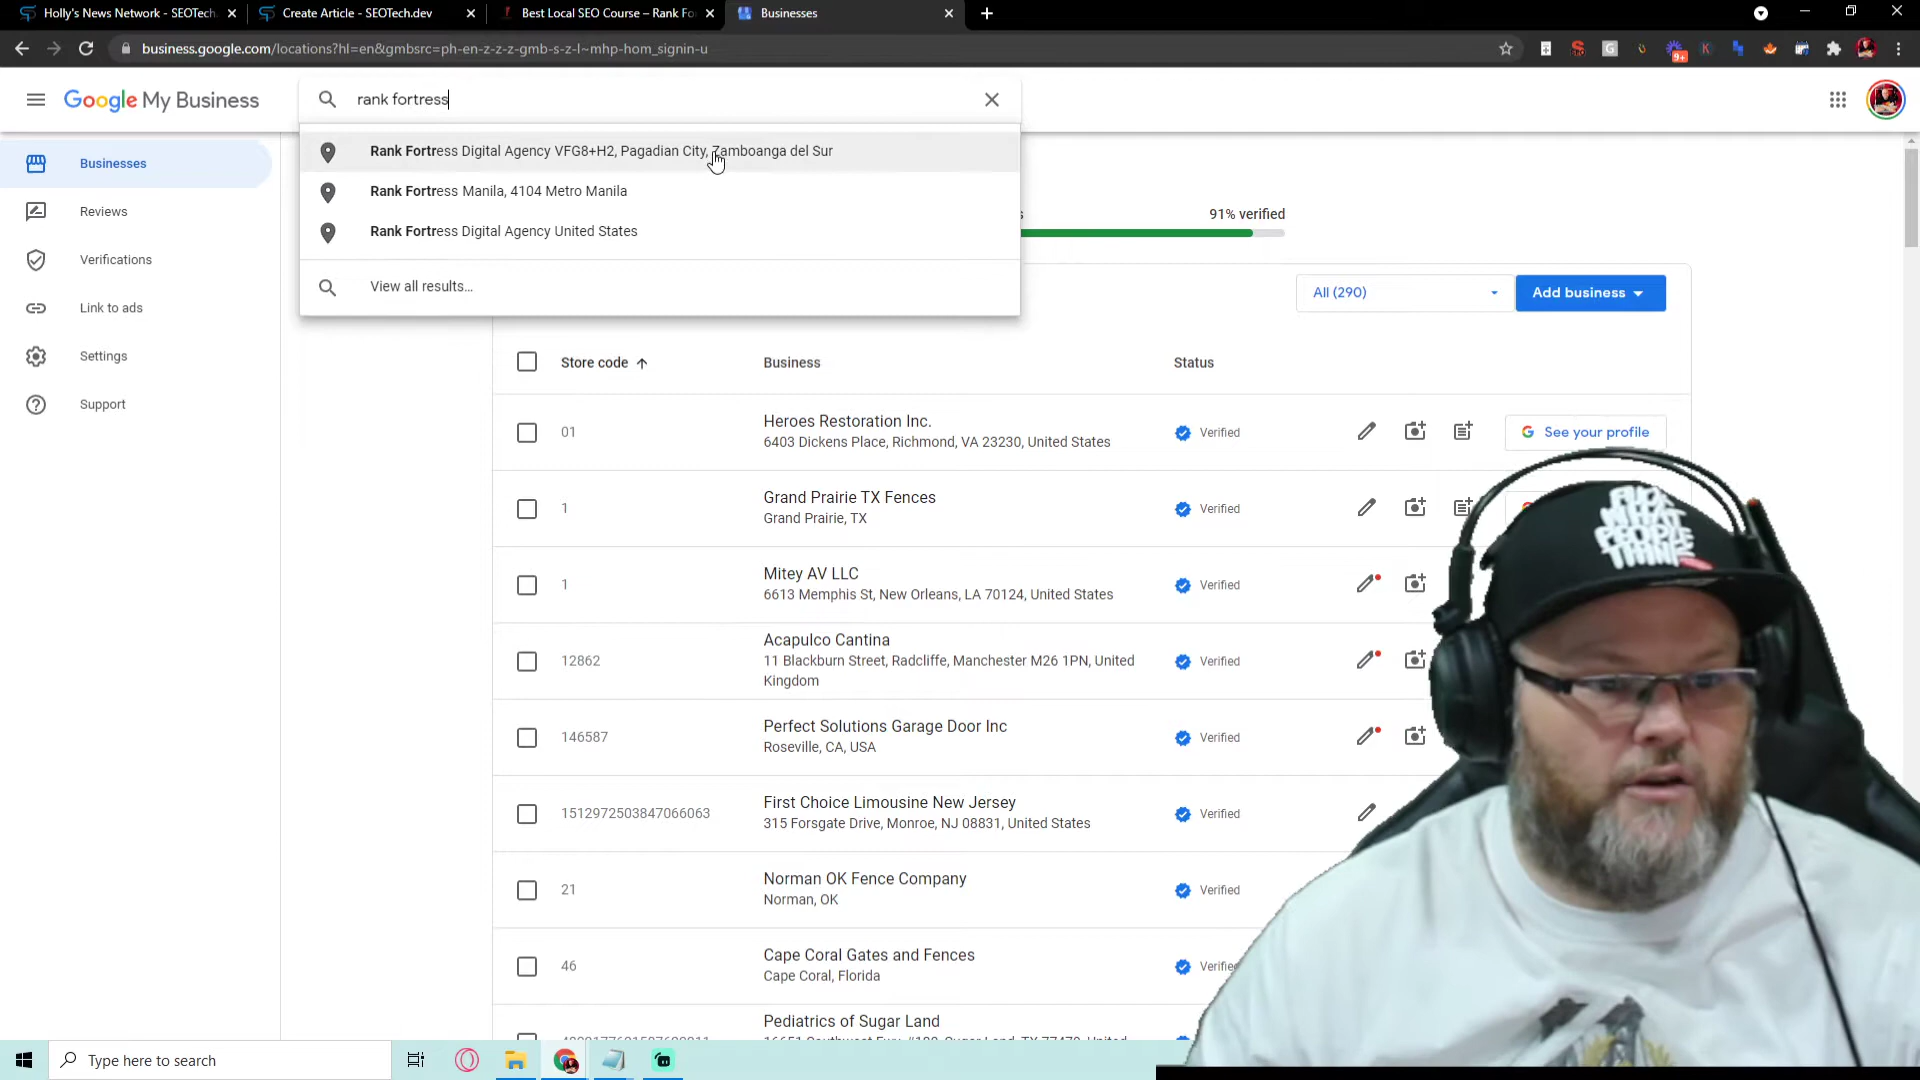 Holly's News Network - SEOTech.
Create Article - SEOTech.dev
Best Local SEO Course – Rank Fo
Businesses
business.google.com/locations?hl=en&gmbsrc=ph-en-z-z-z-gmb-s-z-l~mhp-hom_signin-u
9+
Google My Business
rank fortress
Rank Fortress Digital Agency VFG8+H2, Pagadian City, Zamboanga del Sur
Rank Fortress Manila, 4104 Metro Manila
Rank Fortress Digital Agency United States
View all results...
Businesses
Reviews
Verifications
Link to ads
Settings
Support
91% verified
All (290)
Add business
Store code
Business
Status
01
Heroes Restoration Inc.
6403 Dickens Place, Richmond, VA 23230, United States
Verified
See your profile
1
Grand Prairie TX Fences
Grand Prairie, TX
Verified
1
Mitey AV LLC
6613 Memphis St, New Orleans, LA 70124, United States
Verified
12862
Acapulco Cantina
11 Blackburn Street, Radcliffe, Manchester M26 1PN, United
Kingdom
Verified
146587
Perfect Solutions Garage Door Inc
Roseville, CA, USA
Verified
1512972503847066063
First Choice Limousine New Jersey
315 Forsgate Drive, Monroe, NJ 08831, United States
Verified
21
Norman OK Fence Company
Norman, OK
Verified
46
Cape Coral Gates and Fences
Cape Coral, Florida
Verified
Pediatrics of Sugar Land
FUCK
WHAT
PEOPLE
THINK
Type here to search